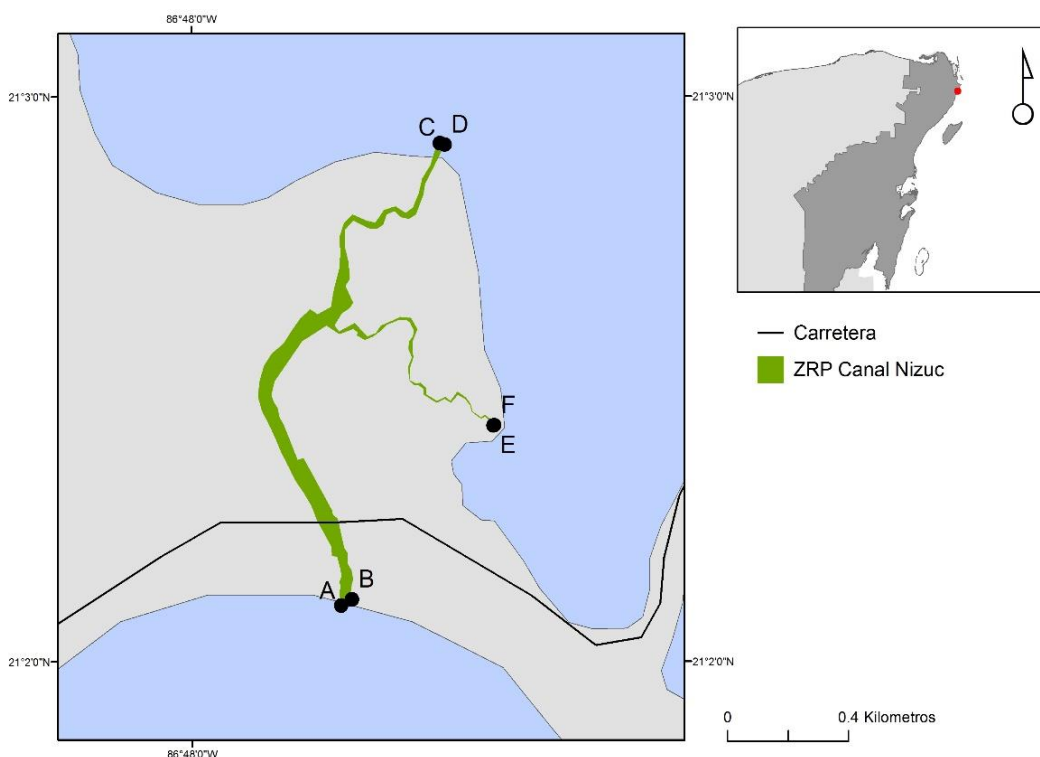 86°48'0"W
21°3'0"N
21°3'0"N
C D
Carretera
ZRP Canal Nizuc
F
E
A B
21°2'0"N
21°2'0"N
0 0.4 Kilometros
86°48'0"W